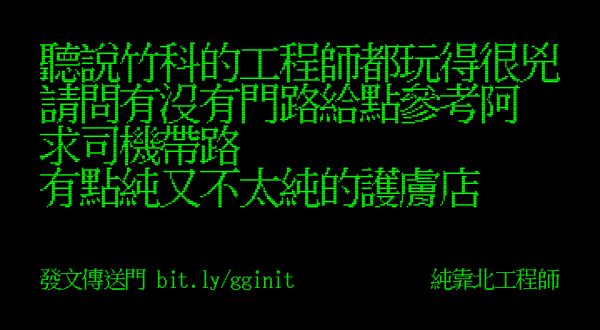 聽說竹科的工程師都玩得很兇
請問有沒有門路給點參考阿
求司機帶路
有點純又不太純的護膚店
發文傳送門 bit.ly/gginit
純靠北工程師